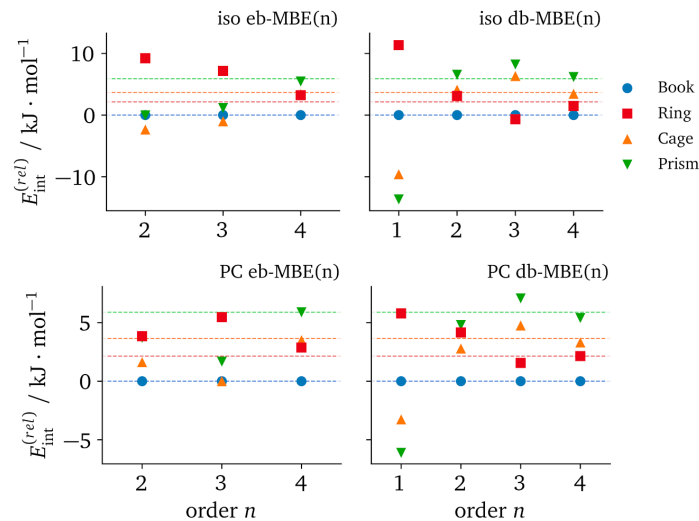 iso eb-MBE(n)
iso db-MBE(n)
E_int^(rel) / kJ · mol⁻¹
10
0
−10
2 3 4
1 2 3 4
Book
Ring
Cage
Prism
PC eb-MBE(n)
PC db-MBE(n)
E_int^(rel) / kJ · mol⁻¹
5
0
−5
2 3 4
1 2 3 4
order n
order n